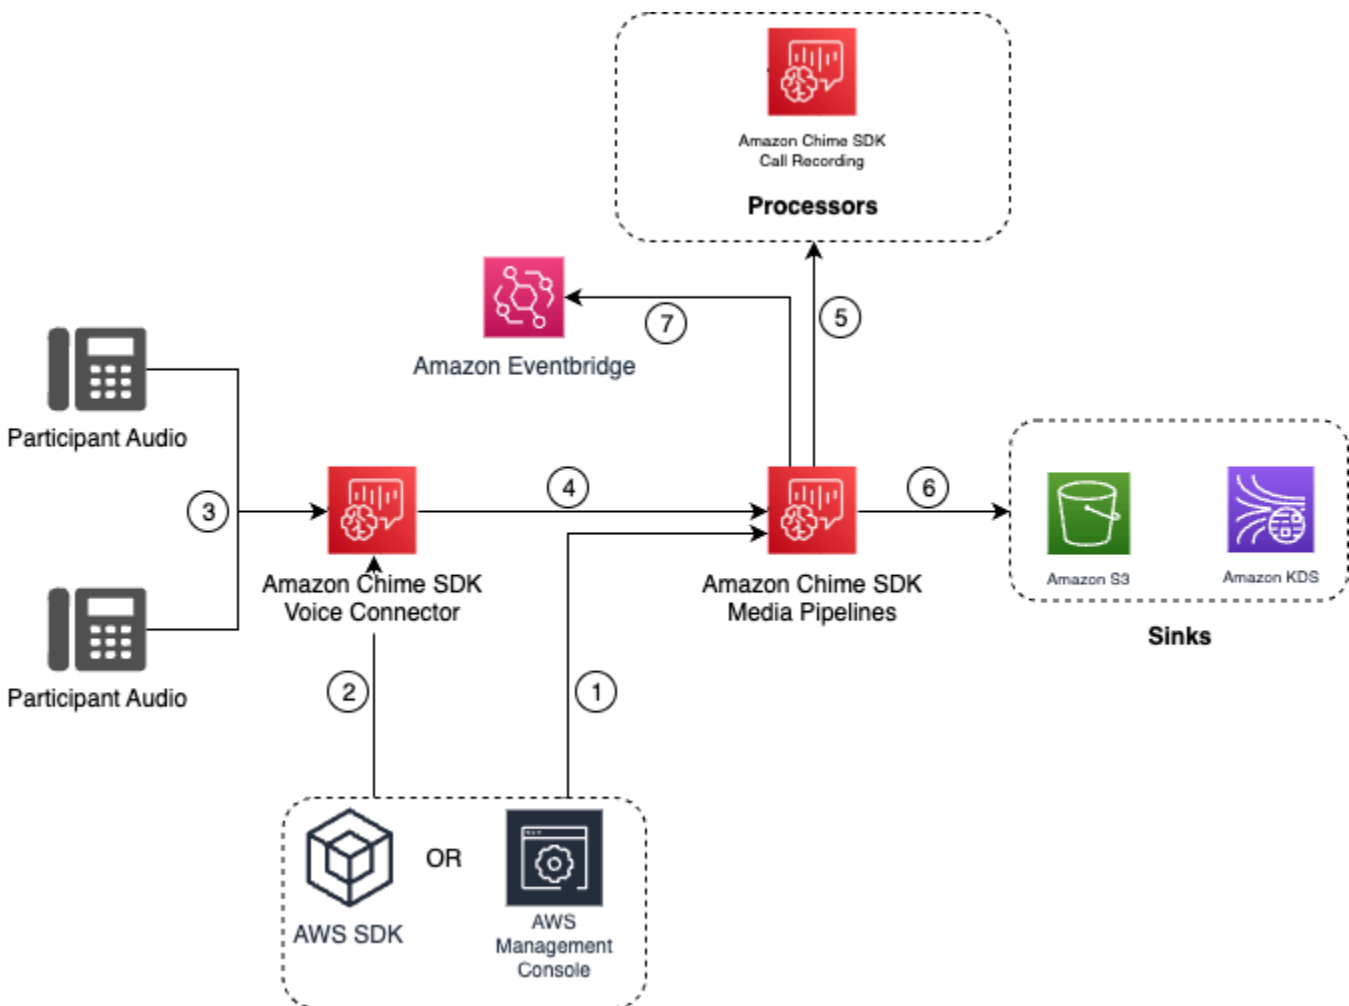 Amazon Chime SDK
Call Recording
Processors
7
5
Amazon Eventbridge
Participant Audio
3
4
6
Amazon S3
Amazon KDS
Amazon Chime SDK
Voice Connector
Amazon Chime SDK
Media Pipelines
Sinks
Participant Audio
2
1
OR
AWS SDK
AWS
Management
Console